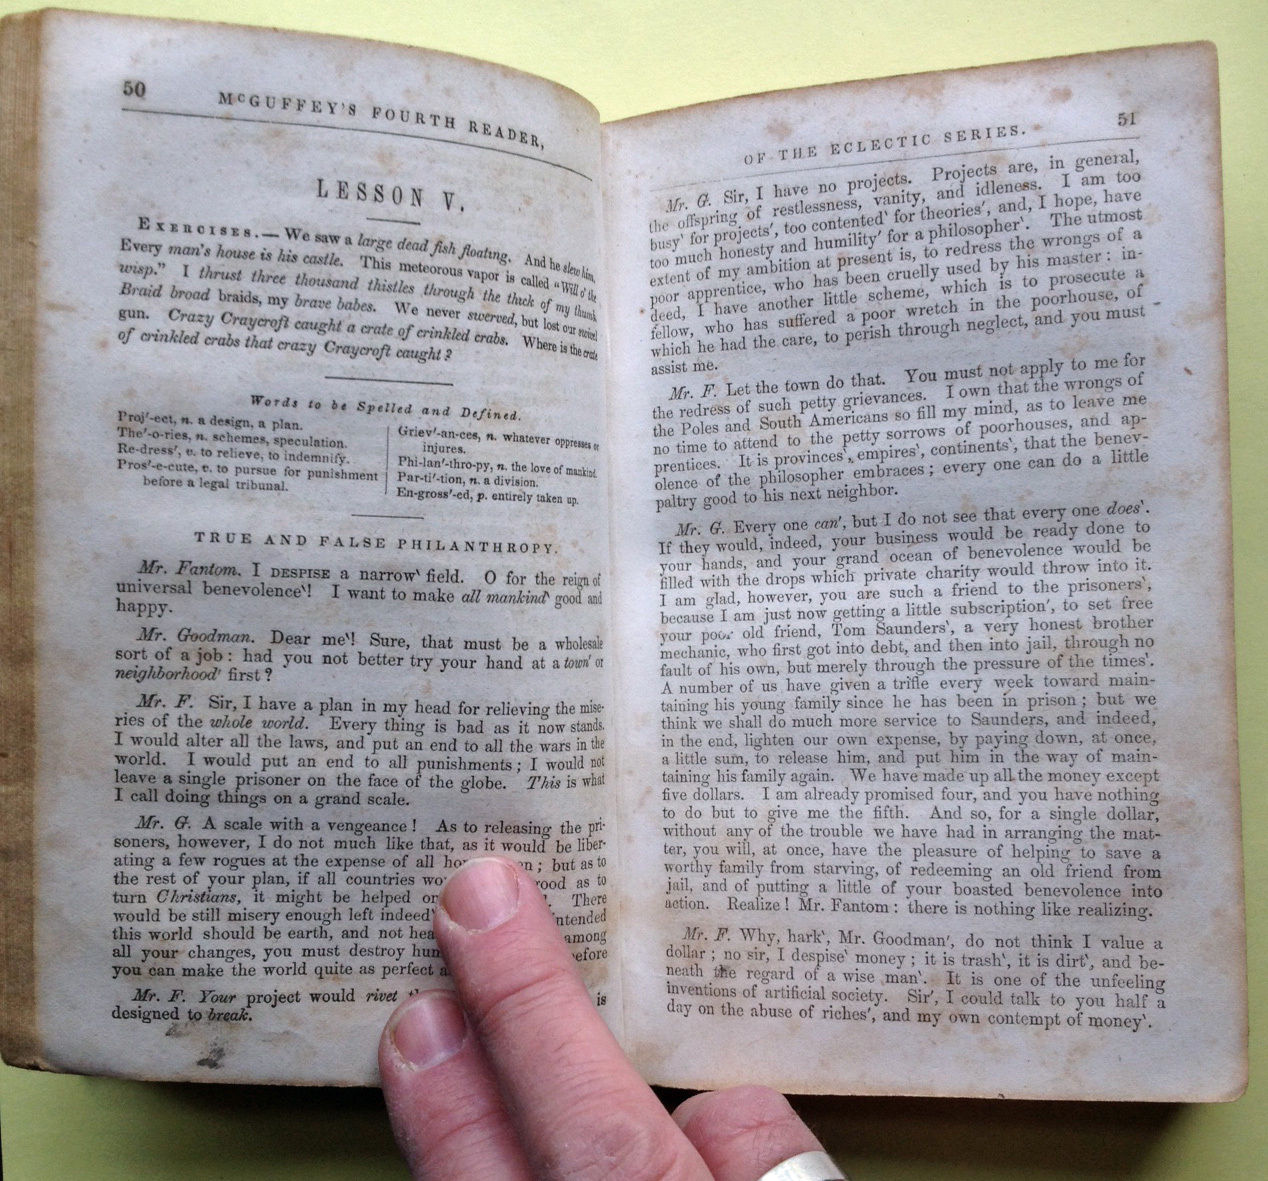 50
McGUFFEY'S FOURTH READER,
LESSON V.
EXERCISES.—We saw a large dead fish floating. And he slew him.
Every man's house is his castle. This meteorous vapor is called "Will o' the
wisp." I thrust three thousand thistles through the thick of my thumb.
Braid broad braids, my brave babes. We never swerved, but lost our swivel
gun. Crazy Craycroft caught a crate of crinkled crabs. Where is the crate
of crinkled crabs that crazy Craycroft caught?
Words to be Spelled and Defined.
Proj'-ect, n. a design, a plan.
The'-o-ries, n. schemes, speculation.
Re-dress', v. to relieve, to indemnify.
Pros'-e-cute, v. to pursue for punishment
before a legal tribunal.
Griev'-an-ces, n. whatever oppresses or
injures.
Phi-lan'-thro-py, n. the love of mankind.
Par-ti'-tion, n. a division.
En-gross'-ed, p. entirely taken up.
TRUE AND FALSE PHILANTHROPY.
Mr. Fantom. I DESPISE a narrow` field. O for the reign of
universal benevolence`! I want to make all mankind` good and
happy.
Mr. Goodman. Dear me`! Sure, that must be a wholesale
sort of a job: had you not better try your hand at a town' or
neighborhood' first?
Mr. F. Sir, I have a plan in my head for relieving the mise-
ries of the whole world. Every thing is bad as it now stands.
I would alter all the laws, and put an end to all the wars in the
world. I would put an end to all punishments; I would not
leave a single prisoner on the face of the globe. This is what
I call doing things on a grand scale.
Mr. G. A scale with a vengeance! As to releasing the pri-
soners, however, I do not much like that, as it would be liber-
ating a few rogues at the expense of all but as to
the rest of your plan, if all countries good as to
turn Christians, it might be helped There
would be still misery enough left indeed` intended
this world should be earth, and not among
all your changes, you must destroy
you can make the world quite as perfect
Mr. F. Your project would rivet is
designed to break.
OF THE ECLECTIC SERIES.
51
Mr. G. Sir, I have no projects. Projects are, in general,
the offspring of restlessness, vanity, and idleness. I am too
busy` for projects', too contented` for theories', and, I hope, have
too much honesty and humility' for a philosopher`. The utmost
extent of my ambition at present is, to redress the wrongs of a
poor apprentice, who has been cruelly used by his master: in-
deed, I have another little scheme, which is to prosecute a
fellow, who has suffered a poor wretch in the poorhouse, of
which he had the care, to perish through neglect, and you must
assist me.
Mr. F. Let the town do that. You must not apply to me for
the redress of such petty grievances. I own that the wrongs of
the Poles and South Americans so fill my mind, as to leave me
no time to attend to the petty sorrows of poorhouses, and ap-
prentices. It is provinces`, empires', continents`, that the benev-
olence of the philosopher embraces; every one can do a little
paltry good to his next neighbor.
Mr. G. Every one can', but I do not see that every one does'.
If they would, indeed, your business would be ready done to
your hands, and your grand ocean of benevolence would be
filled with the drops which private charity would throw into it.
I am glad, however, you are such a friend to the prisoners',
because I am just now getting a little subscription', to set free
your poor old friend, Tom Saunders', a very honest brother
mechanic, who first got into debt, and then into jail, through no
fault of his own, but merely through the pressure of the times'.
A number of us have given a trifle every week toward main-
taining his young family since he has been in prison; but we
think we shall do much more service to Saunders, and indeed,
in the end, lighten our own expense, by paying down, at once,
a little sum, to release him, and put him in the way of main-
taining his family again. We have made up all the money except
five dollars. I am already promised four, and you have nothing
to do but to give me the fifth. And so, for a single dollar,
without any of the trouble we have had in arranging the mat-
ter, you will, at once, have the pleasure of helping to save a
worthy family from starving, of redeeming an old friend from
jail, and of putting a little of your boasted benevolence into
action. Realize! Mr. Fantom: there is nothing like realizing.
Mr. F. Why, hark`, Mr. Goodman', do not think I value a
dollar; no sir, I despise` money; it is trash`, it is dirt`, and be-
neath the regard of a wise man`. It is one of the unfeeling
inventions of artificial society. Sir', I could talk to you half a
day on the abuse of riches', and my own contempt of money`.